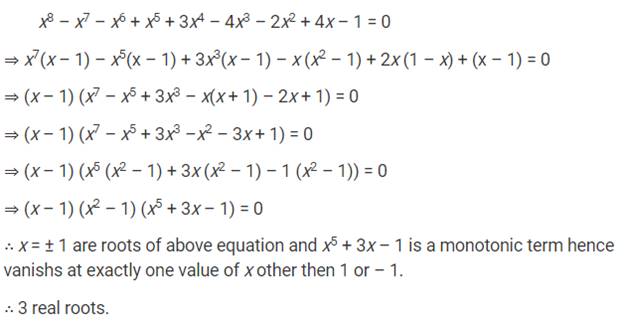 x⁸ – x⁷ – x⁶ + x⁵ + 3x⁴ – 4x³ – 2x² + 4x – 1 = 0
⇒ x⁷(x – 1) – x⁵(x – 1) + 3x³(x – 1) – x (x² – 1) + 2x (1 – x) + (x – 1) = 0
⇒ (x – 1) (x⁷ – x⁵ + 3x³ – x(x + 1) – 2x + 1) = 0
⇒ (x – 1) (x⁷ – x⁵ + 3x³ –x² – 3x + 1) = 0
⇒ (x – 1) (x⁵ (x² – 1) + 3x (x² – 1) – 1 (x² – 1)) = 0
⇒ (x – 1) (x² – 1) (x⁵ + 3x – 1) = 0
∴ x = ± 1 are roots of above equation and x⁵ + 3x – 1 is a monotonic term hence
vanishs at exactly one value of x other then 1 or – 1.
∴ 3 real roots.